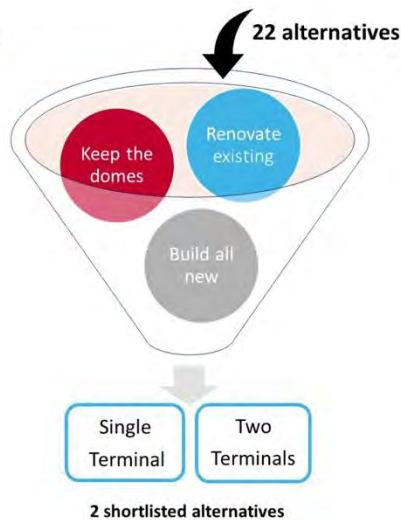 22 alternatives
Keep the
domes
Renovate
existing
Build all
new
Single
Terminal
Two
Terminals
2 shortlisted alternatives